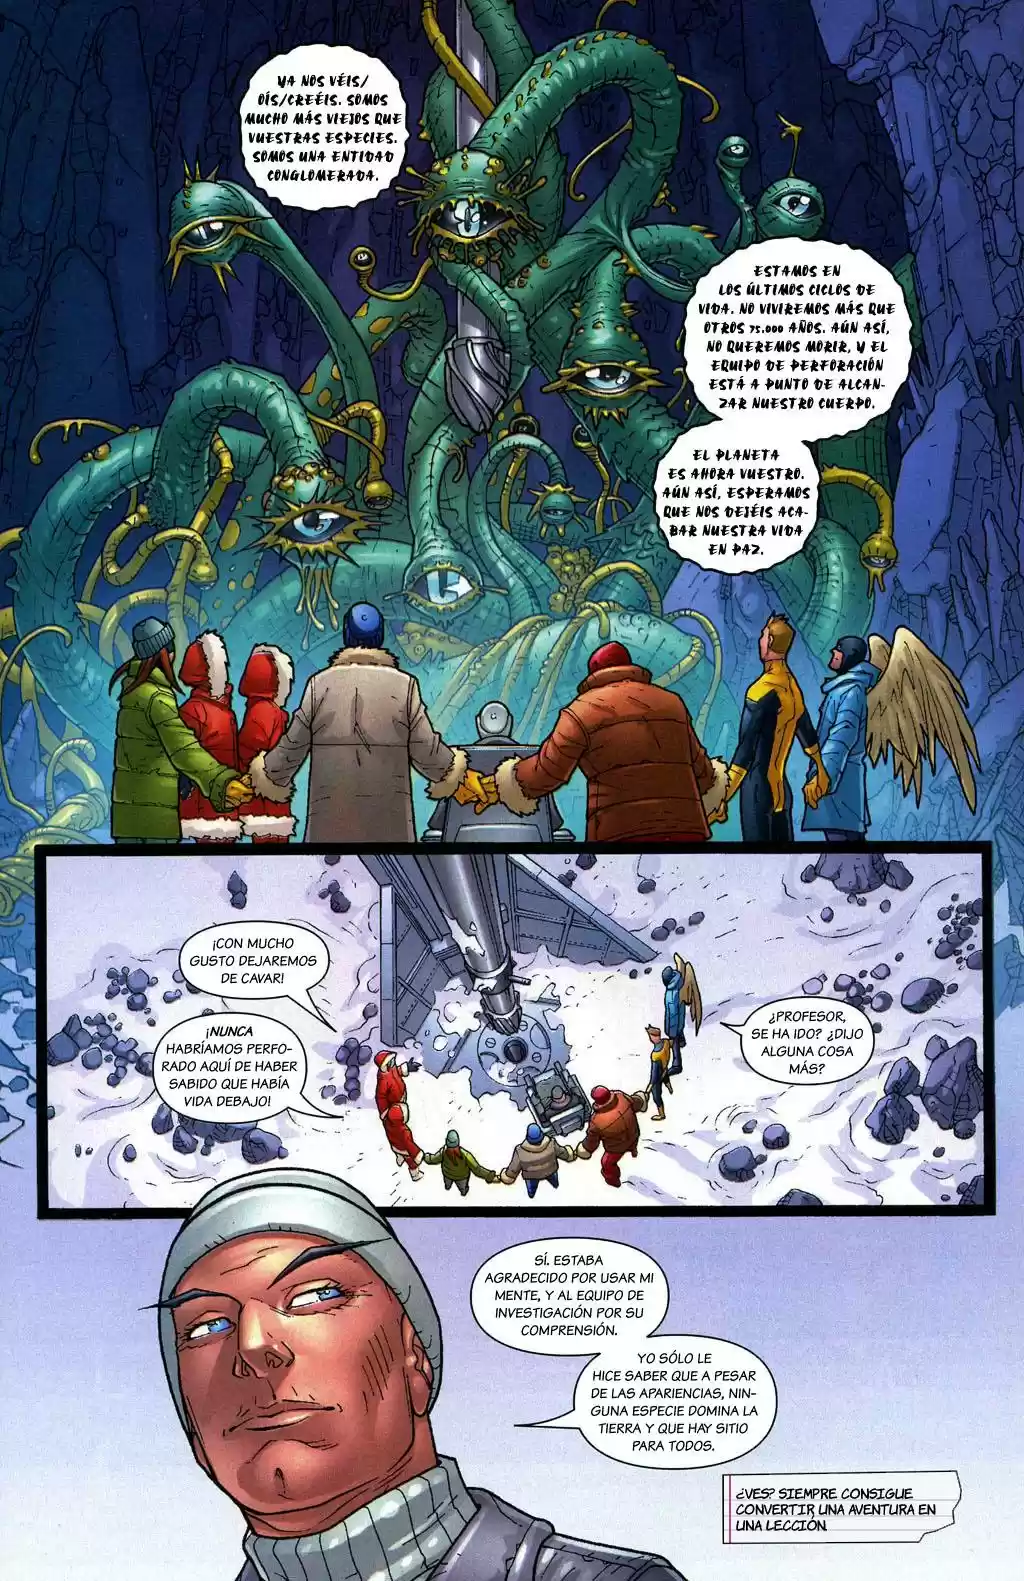 YA NOS VÉIS/
OÍS/CREÉIS. SOMOS
MUCHO MÁS VIEJOS QUE
VUESTRAS ESPECIES.
SOMOS UNA ENTIDAD
CONGLOMERADA.
ESTAMOS EN
LOS ÚLTIMOS CICLOS DE
VIDA. NO VIVIREMOS MÁS QUE
OTROS 75.000 AÑOS. AÚN ASÍ,
NO QUEREMOS MORIR, Y EL
EQUIPO DE PERFORACIÓN
ESTÁ A PUNTO DE ALCAN-
ZAR NUESTRO CUERPO.
EL PLANETA
ES AHORA VUESTRO.
AÚN ASÍ, ESPERAMOS
QUE NOS DEJÉIS ACA-
BAR NUESTRA VIDA
EN PAZ.
¡CON MUCHO
GUSTO DEJAREMOS
DE CAVAR!
¡NUNCA
HABRÍAMOS PERFO-
RADO AQUÍ DE HABER
SABIDO QUE HABÍA
VIDA DEBAJO!
¿PROFESOR,
SE HA IDO? ¿DIJO
ALGUNA COSA
MÁS?
SÍ. ESTABA
AGRADECIDO POR USAR MI
MENTE, Y AL EQUIPO DE
INVESTIGACIÓN POR SU
COMPRENSIÓN.
YO SÓLO LE
HICE SABER QUE A PESAR
DE LAS APARIENCIAS, NIN-
GUNA ESPECIE DOMINA LA
TIERRA Y QUE HAY SITIO
PARA TODOS.
¿VES? SIEMPRE CONSIGUE
CONVERTIR UNA AVENTURA EN
UNA LECCIÓN.